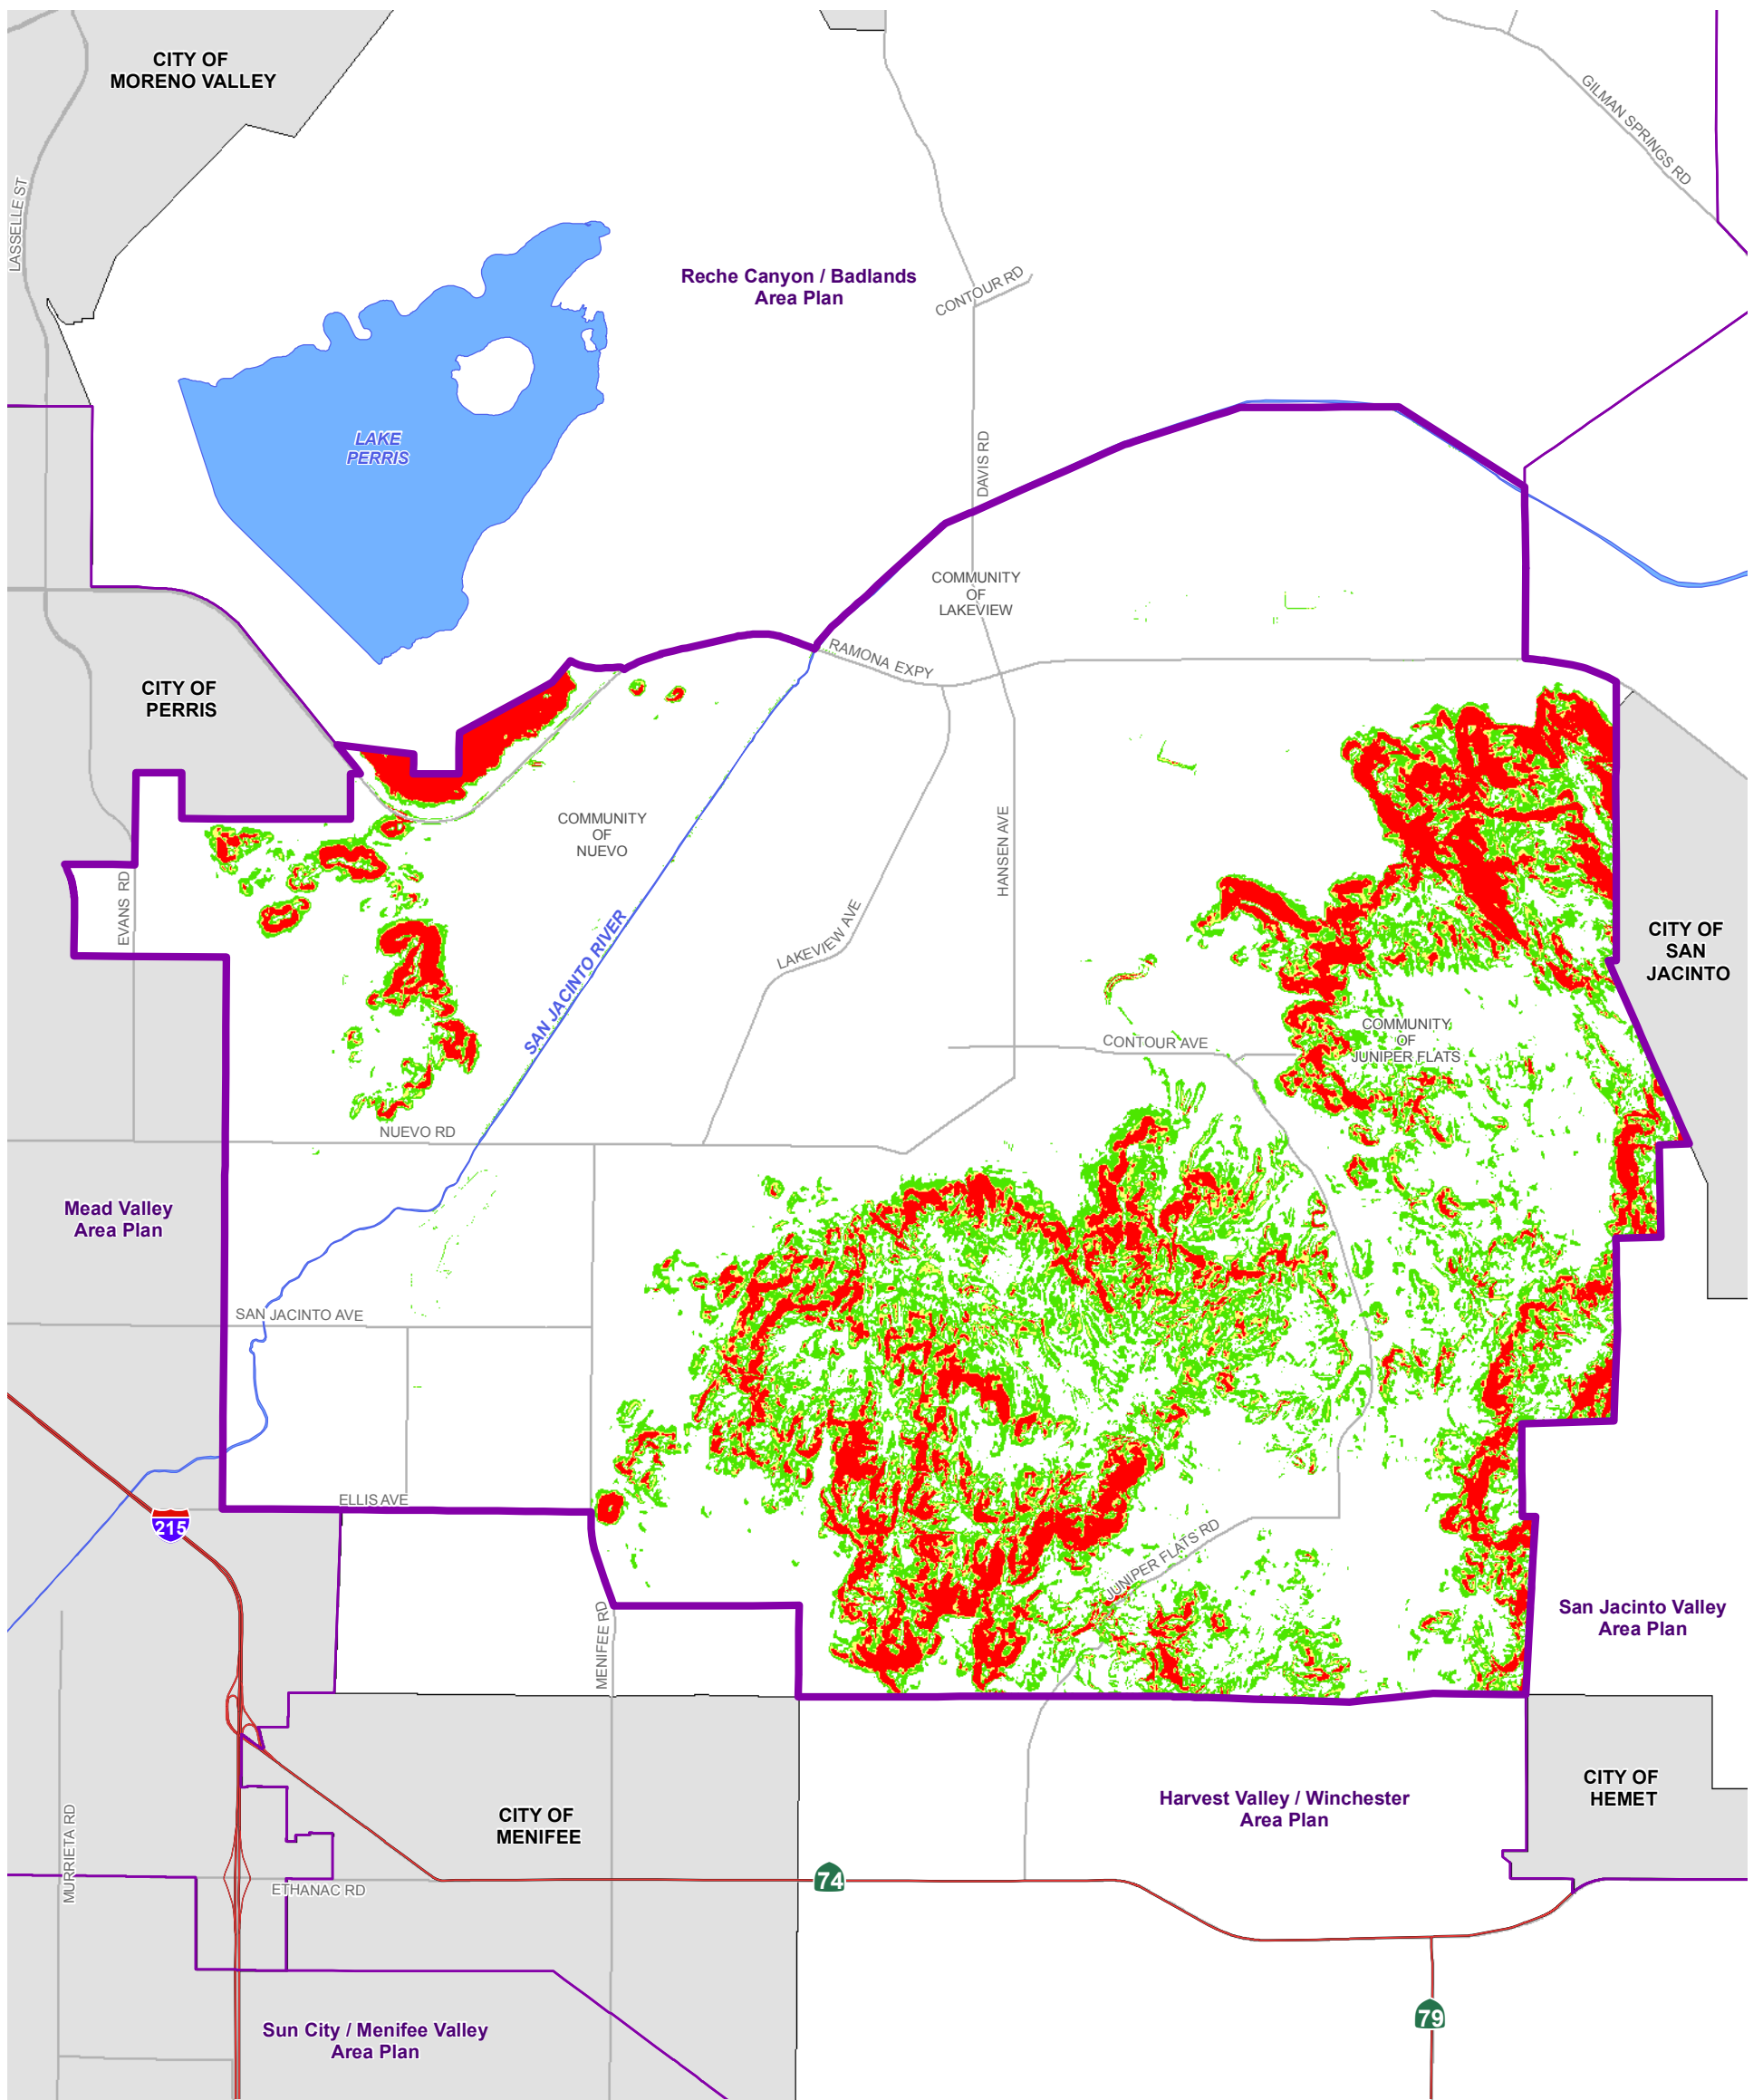 CITY OF
MORENO VALLEY
GILMAN SPRINGS RD
LASSELLE ST
Reche Canyon / Badlands
Area Plan
CONTOUR RD
LAKE
PERRIS
DAVIS RD
COMMUNITY
OF
LAKEVIEW
RAMONA EXPY
CITY OF
PERRIS
COMMUNITY
OF
NUEVO
HANSEN AVE
EVANS RD
LAKEVIEW AVE
CITY OF
SAN
JACINTO
SAN JACINTO RIVER
COMMUNITY
OF
JUNIPER FLATS
CONTOUR AVE
NUEVO RD
Mead Valley
Area Plan
SAN JACINTO AVE
ELLIS AVE
215
JUNIPER FLATS RD
MENIFEE RD
San Jacinto Valley
Area Plan
CITY OF
HEMET
Harvest Valley / Winchester
Area Plan
CITY OF
MENIFEE
MURRIETA RD
74
ETHANAC RD
79
Sun City / Menifee Valley
Area Plan